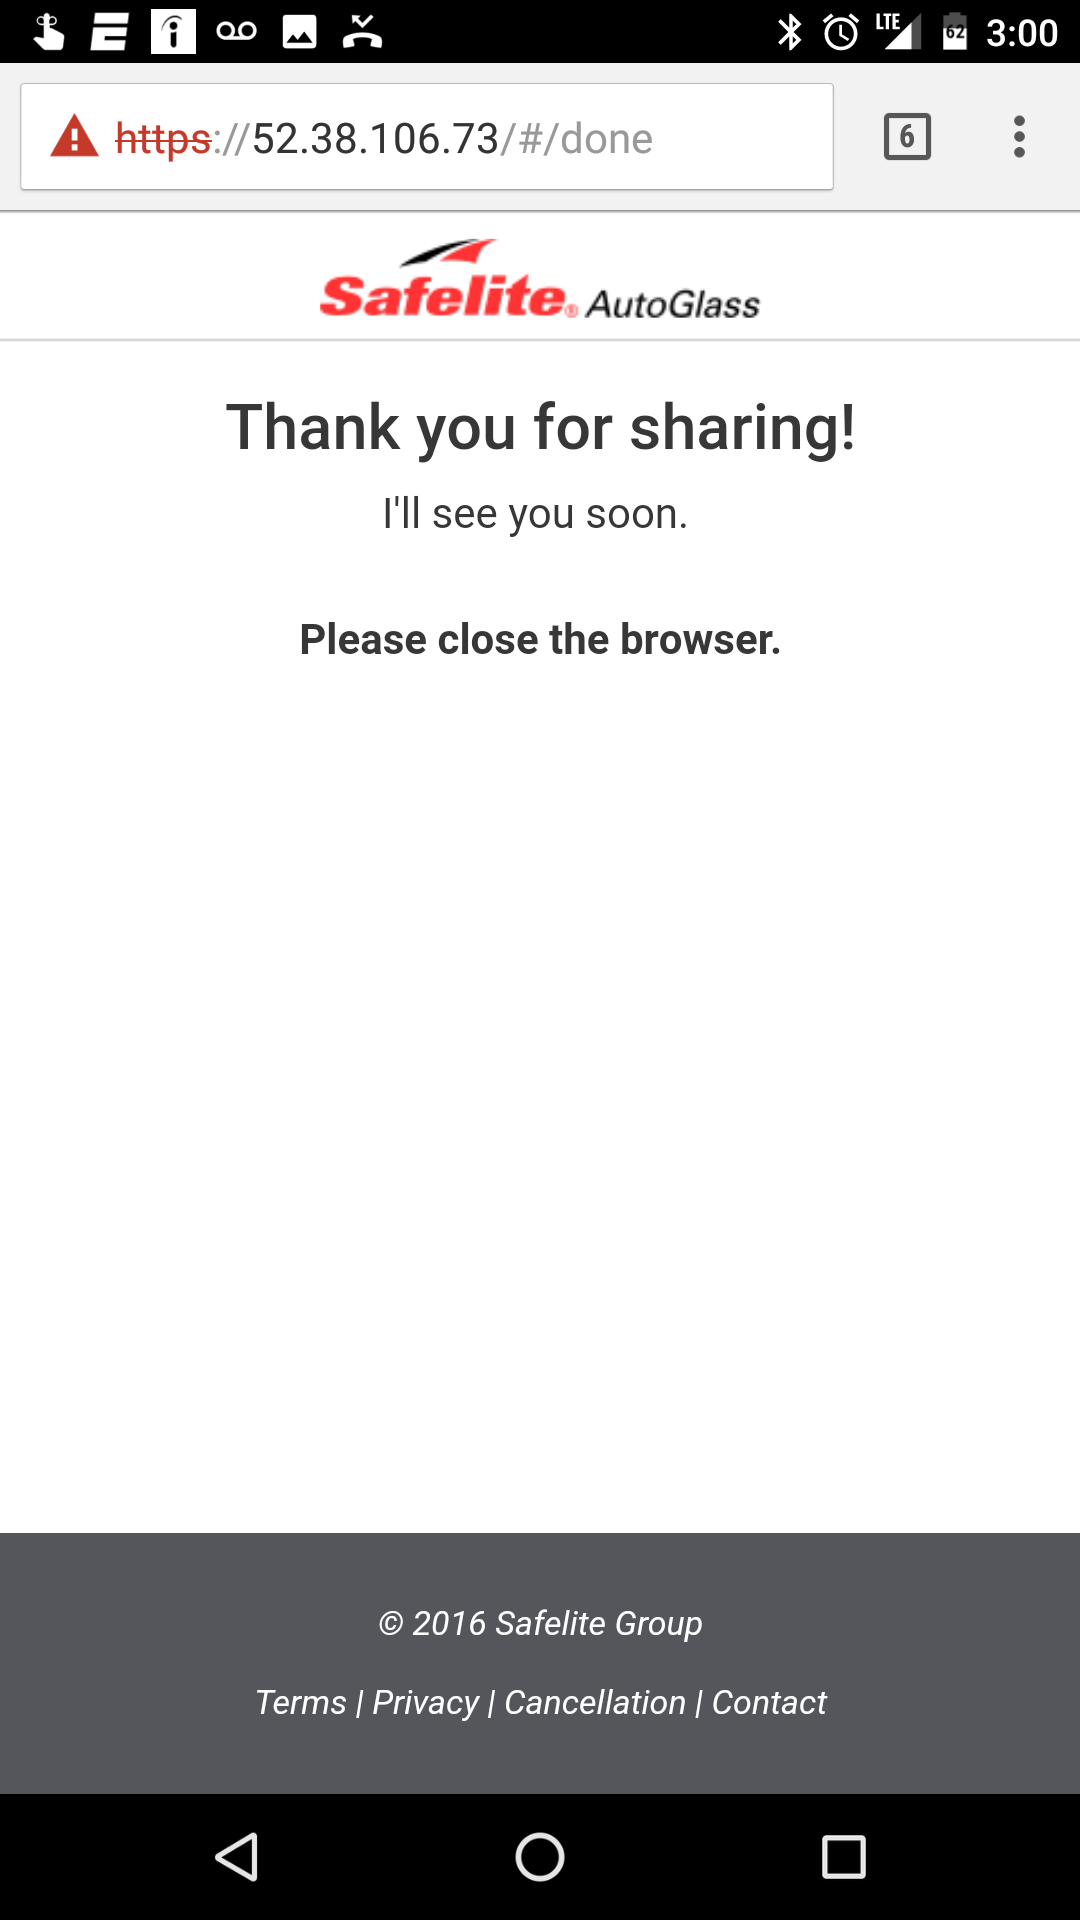 LTE 62 3:00
https://52.38.106.73/#/done 6
Safelite® AutoGlass
Thank you for sharing!
I'll see you soon.
Please close the browser.
© 2016 Safelite Group
Terms | Privacy | Cancellation | Contact